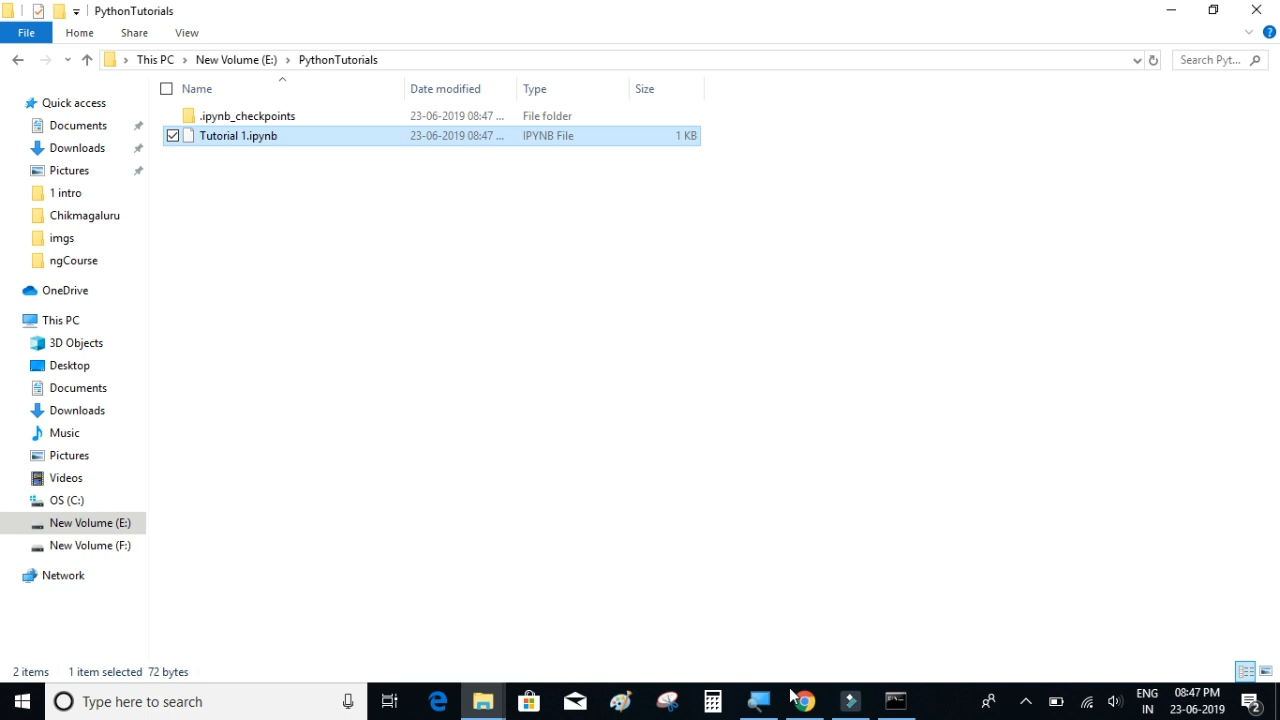 PythonTutorials
File Home Share View
This PC New Volume (E:) PythonTutorials Search Pyt...
Name Date modified Type Size
.ipynb_checkpoints 23-06-2019 08:47 ... File folder
Tutorial 1.ipynb 23-06-2019 08:47 ... IPYNB File 1 KB
Quick access
Documents
Downloads
Pictures
1 intro
Chikmagaluru
imgs
ngCourse
OneDrive
This PC
3D Objects
Desktop
Documents
Downloads
Music
Pictures
Videos
OS (C:)
New Volume (E:)
New Volume (F:)
Network
2 items 1 item selected 72 bytes
Type here to search
ENG 08:47 PM
IN 23-06-2019 2